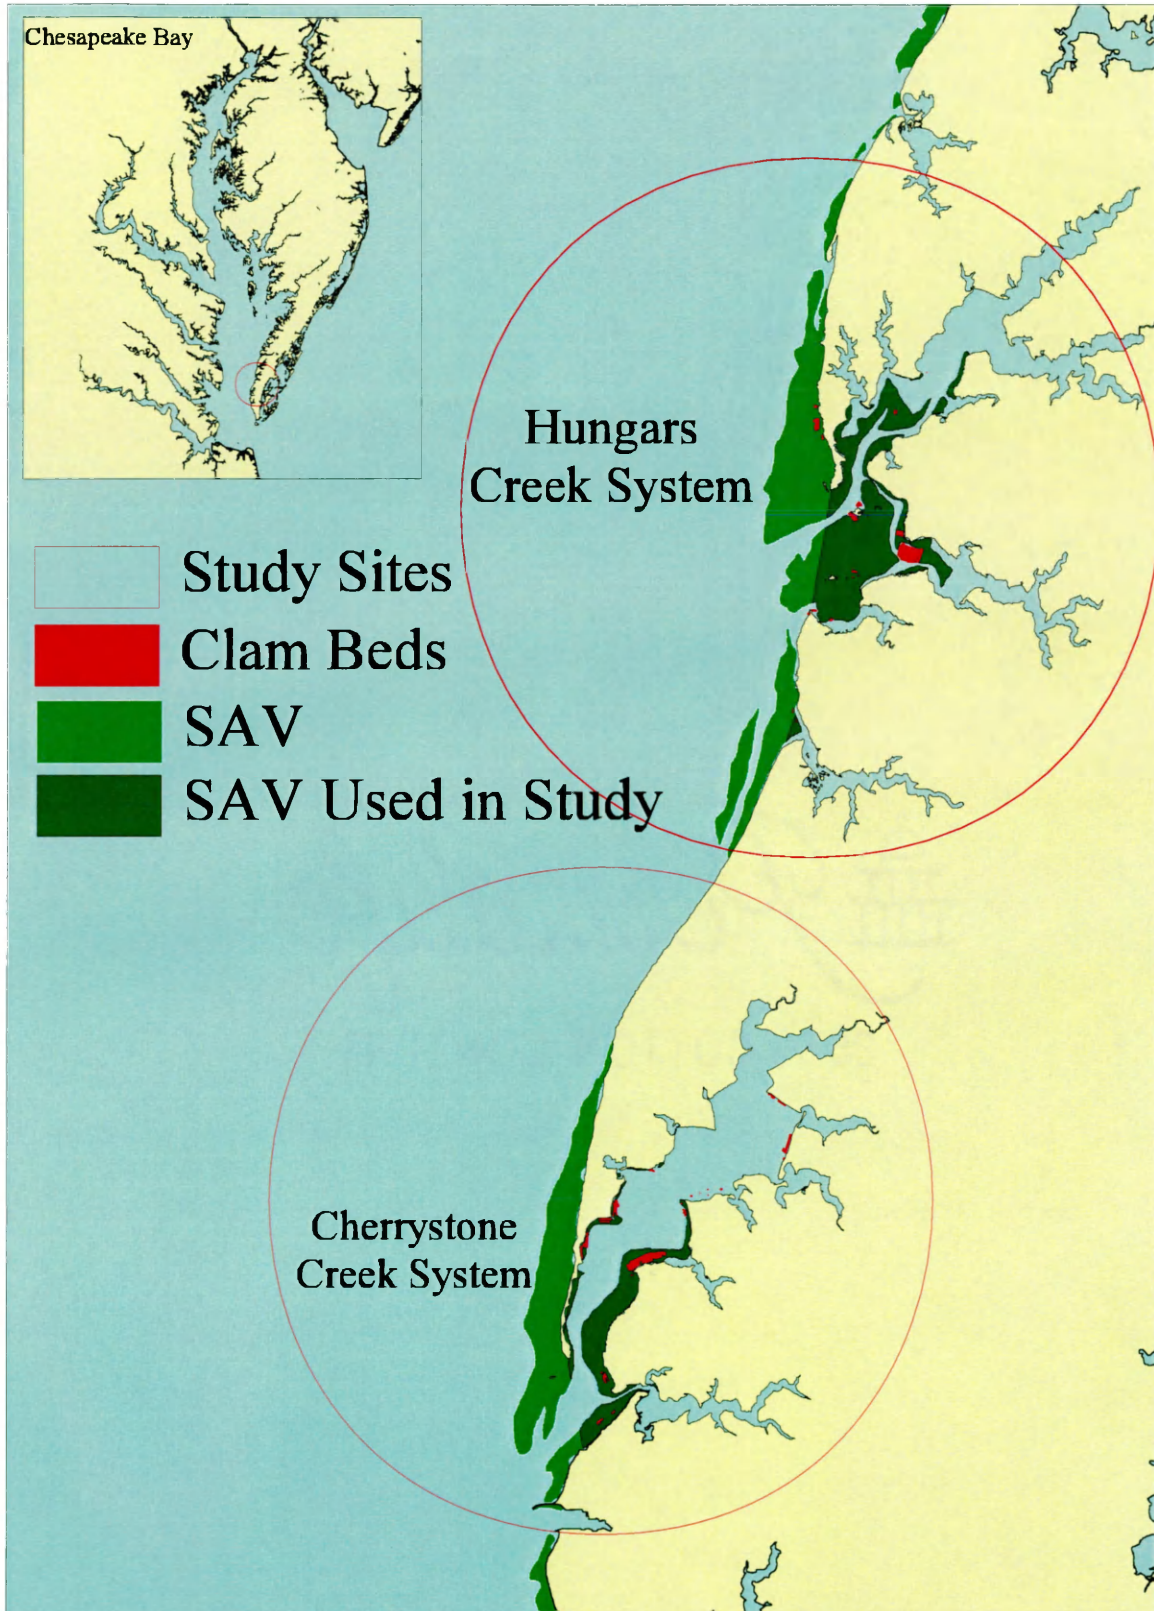 Chesapeake Bay
Hungars
Creek System
Study Sites
Clam Beds
SAV
SAV Used in Study
Cherrystone
Creek System